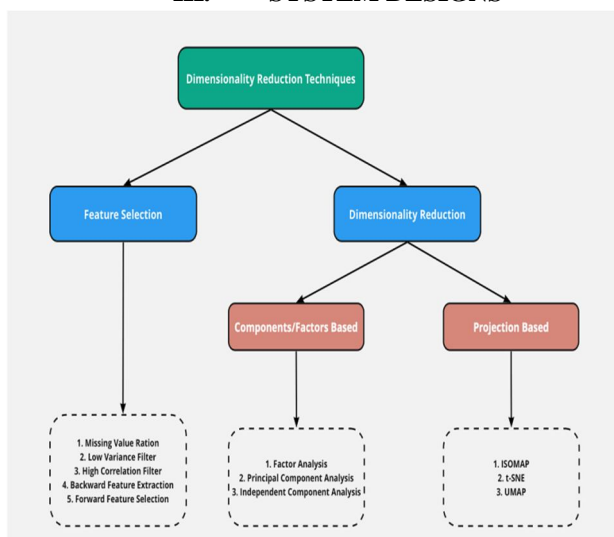 III. SYSTEM DESIGNS
Dimensionality Reduction Techniques
Feature Selection
Dimensionality Reduction
Components/Factors Based
Projection Based
1. Missing Value Ration
2. Low Variance Filter
3. High Correlation Filter
4. Backward Feature Extraction
5. Forward Feature Selection
1. Factor Analysis
2. Principal Component Analysis
3. Independent Component Analysis
1. ISOMAP
2. t-SNE
3. UMAP